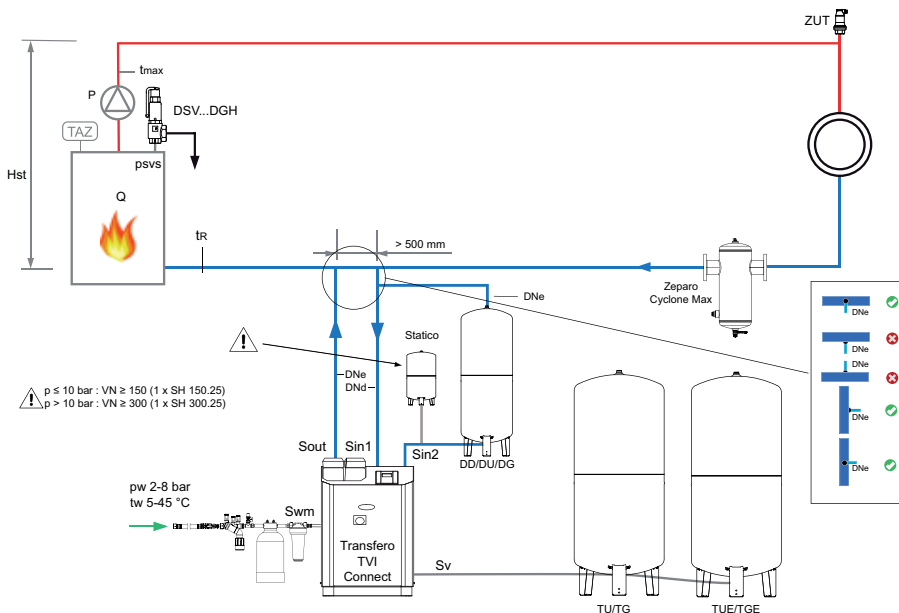 ZUT
tmax
P
DSV...DGH
TAZ
psvs
Hst
Q
tR
> 500 mm
DNe
Zeparo
Cyclone Max
DNe
DNe
DNe
DNe
Statico
DNe
DNd
p ≤ 10 bar : VN ≥ 150 (1 x SH 150.25)
p > 10 bar : VN ≥ 300 (1 x SH 300.25)
Sout
Sin1
Sin2
DD/DU/DG
pw 2-8 bar
tw 5-45 °C
Swm
Transfero
TVI
Connect
Sv
TU/TG
TUE/TGE